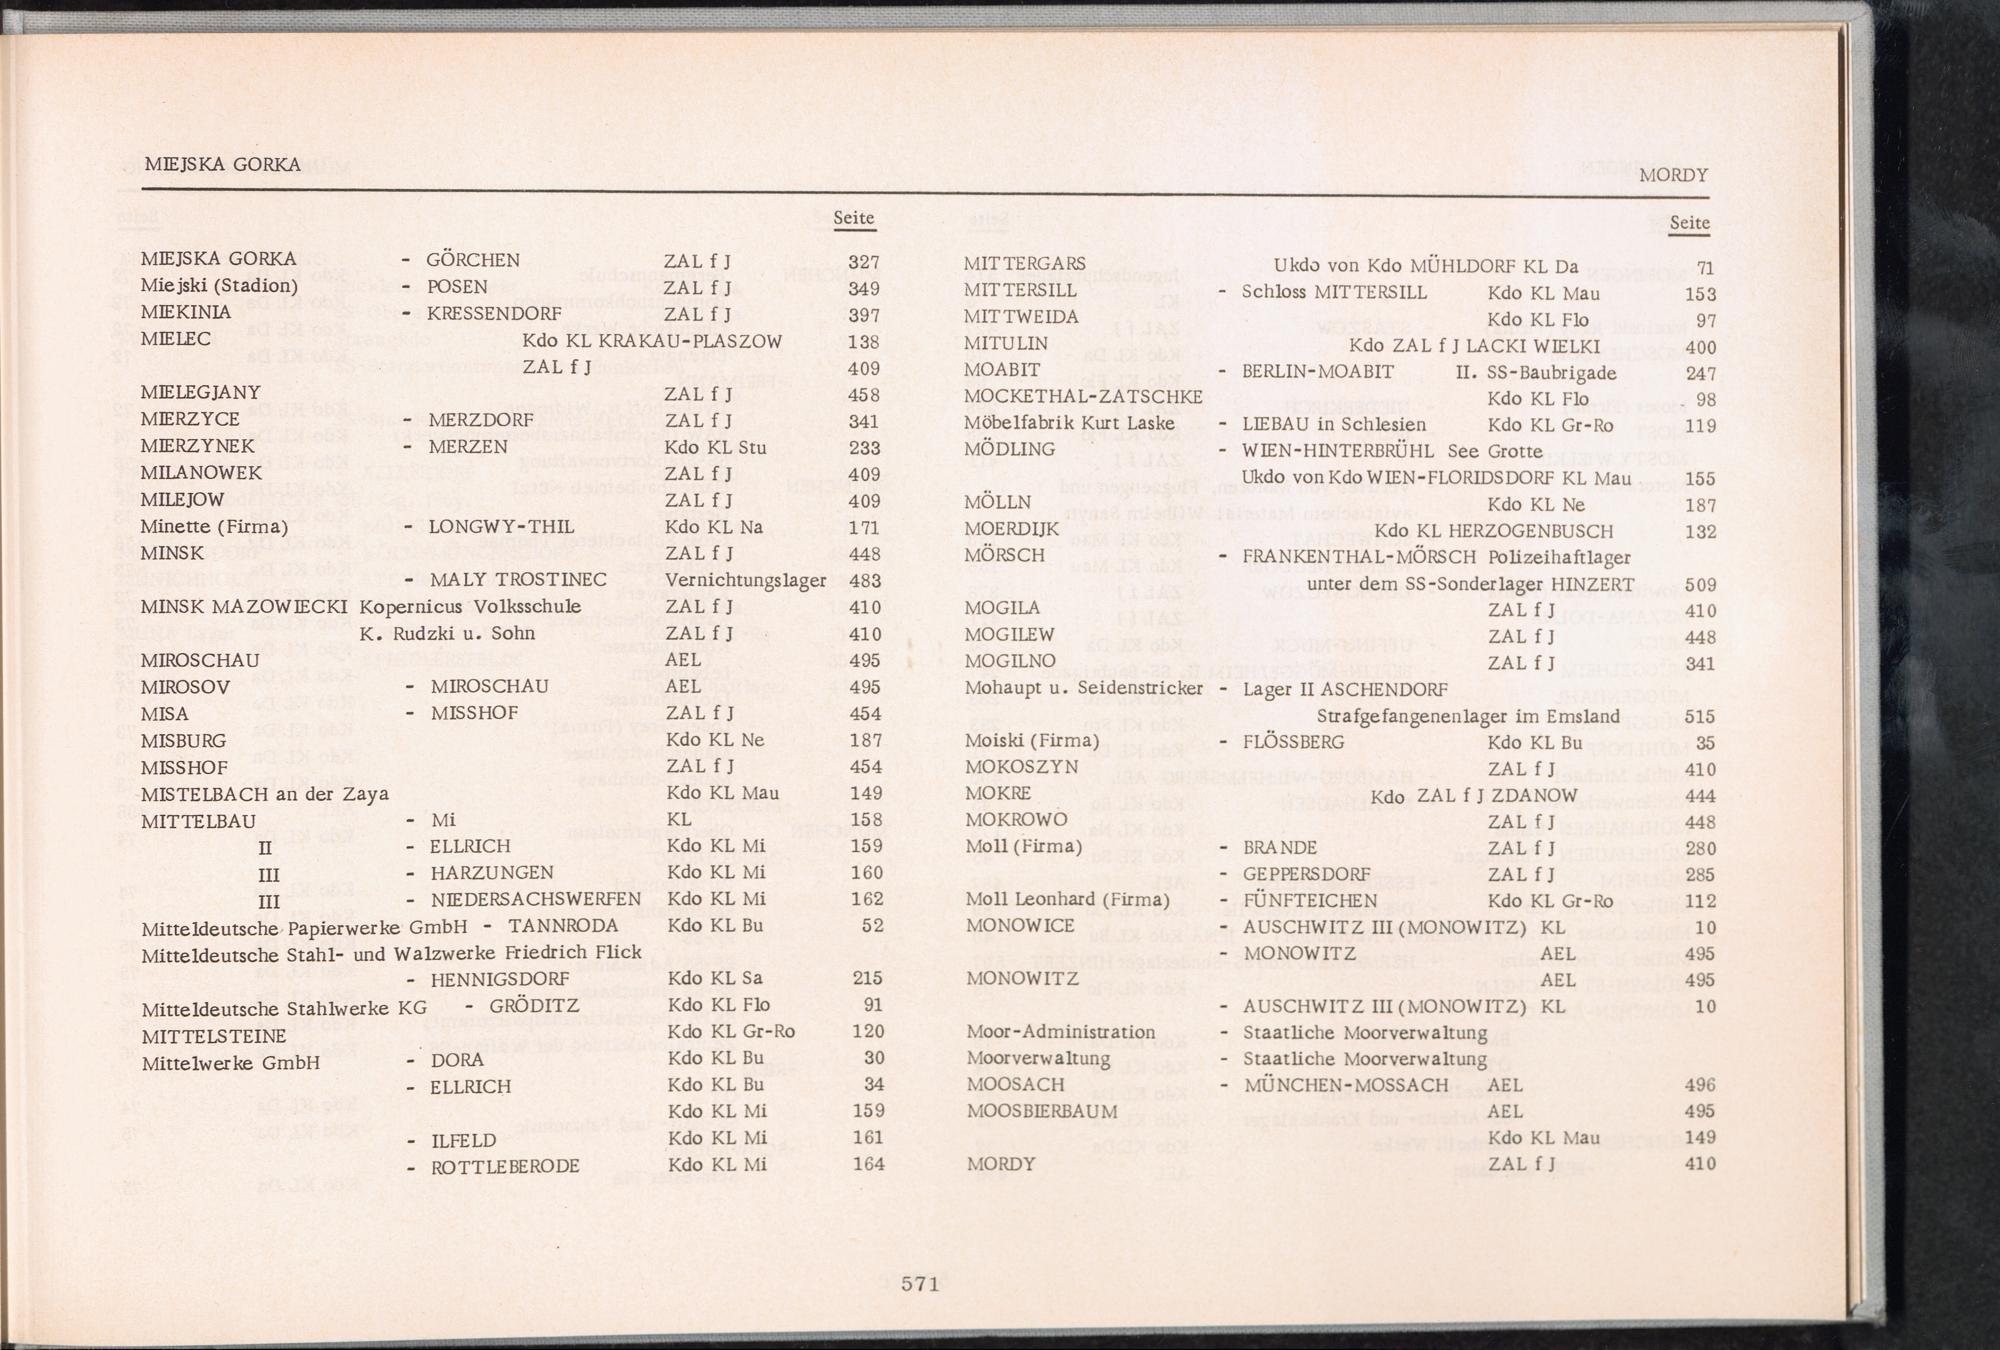 MIEJSKA GORKA
MORDY
Seite
MIEJSKA GORKA - GÖRCHEN ZAL f J 327
Miejski (Stadion) - POSEN ZAL f J 349
MIEKINIA - KRESSENDORF ZAL f J 397
MIELEC Kdo KL KRAKAU-PLASZOW 138
ZAL f J 409
MIELEGJANY ZAL f J 458
MIERZYCE - MERZDORF ZAL f J 341
MIERZYNEK - MERZEN Kdo KL Stu 233
MILANOWEK ZAL f J 409
MILEJOW ZAL f J 409
Minette (Firma) - LONGWY-THIL Kdo KL Na 171
MINSK ZAL f J 448
- MALY TROSTINEC Vernichtungslager 483
MINSK MAZOWIECKI Kopernicus Volksschule ZAL f J 410
K. Rudzki u. Sohn ZAL f J 410
MIROSCHAU AEL 495
MIROSOV - MIROSCHAU AEL 495
MISA - MISSHOF ZAL f J 454
MISBURG Kdo KL Ne 187
MISSHOF ZAL f J 454
MISTELBACH an der Zaya Kdo KL Mau 149
MITTELBAU - Mi KL 158
II - ELLRICH Kdo KL Mi 159
III - HARZUNGEN Kdo KL Mi 160
III - NIEDERSACHSWERFEN Kdo KL Mi 162
Mitteldeutsche Papierwerke GmbH - TANNRODA Kdo KL Bu 52
Mitteldeutsche Stahl- und Walzwerke Friedrich Flick
- HENNIGSDORF Kdo KL Sa 215
Mitteldeutsche Stahlwerke KG - GRÖDITZ Kdo KL Flo 91
MITTELSTEINE Kdo KL Gr-Ro 120
Mittelwerke GmbH - DORA Kdo KL Bu 30
- ELLRICH Kdo KL Bu 34
Kdo KL Mi 159
- ILFELD Kdo KL Mi 161
- ROTTLEBERODE Kdo KL Mi 164
Seite
MITTERGARS Ukdo von Kdo MÜHLDORF KL Da 71
MITTERSILL - Schloss MITTERSILL Kdo KL Mau 153
MITTWEIDA Kdo KL Flo 97
MITULIN Kdo ZAL f J LACKI WIELKI 400
MOABIT - BERLIN-MOABIT II. SS-Baubrigade 247
MOCKETHAL-ZATSCHKE Kdo KL Flo 98
Möbelfabrik Kurt Laske - LIEBAU in Schlesien Kdo KL Gr-Ro 119
MÖDLING - WIEN-HINTERBRÜHL See Grotte
Ukdo von Kdo WIEN-FLORIDSDORF KL Mau 155
MÖLLN Kdo KL Ne 187
MOERDIJK Kdo KL HERZOGENBUSCH 132
MÖRSCH - FRANKENTHAL-MÖRSCH Polizeihaftlager
unter dem SS-Sonderlager HINZERT 509
MOGILA ZAL f J 410
MOGILEW ZAL f J 448
MOGILNO ZAL f J 341
Mohaupt u. Seidenstricker - Lager II ASCHENDORF
Strafgefangenenlager im Emsland 515
Moiski (Firma) - FLÖSSBERG Kdo KL Bu 35
MOKOSZYN ZAL f J 410
MOKRE Kdo ZAL f J ZDANOW 444
MOKROWO ZAL f J 448
Moll (Firma) - BRANDE ZAL f J 280
- GEPPERSDORF ZAL f J 285
Moll Leonhard (Firma) - FÜNFTEICHEN Kdo KL Gr-Ro 112
MONOWICE - AUSCHWITZ III (MONOWITZ) KL 10
- MONOWITZ AEL 495
MONOWITZ AEL 495
- AUSCHWITZ III (MONOWITZ) KL 10
Moor-Administration - Staatliche Moorverwaltung
Moorverwaltung - Staatliche Moorverwaltung
MOOSACH - MÜNCHEN-MOSSACH AEL 496
MOOSBIERBAUM AEL 495
Kdo KL Mau 149
MORDY ZAL f J 410
571